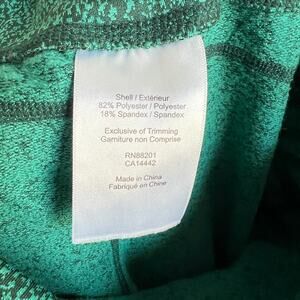 Shell / Extérieur
82% Polyester / Polyester
18% Spandex / Spandex
Exclusive of Trimming
Garniture non Comprise
RN88201
CA14442
Made in China
Fabriqué en Chine